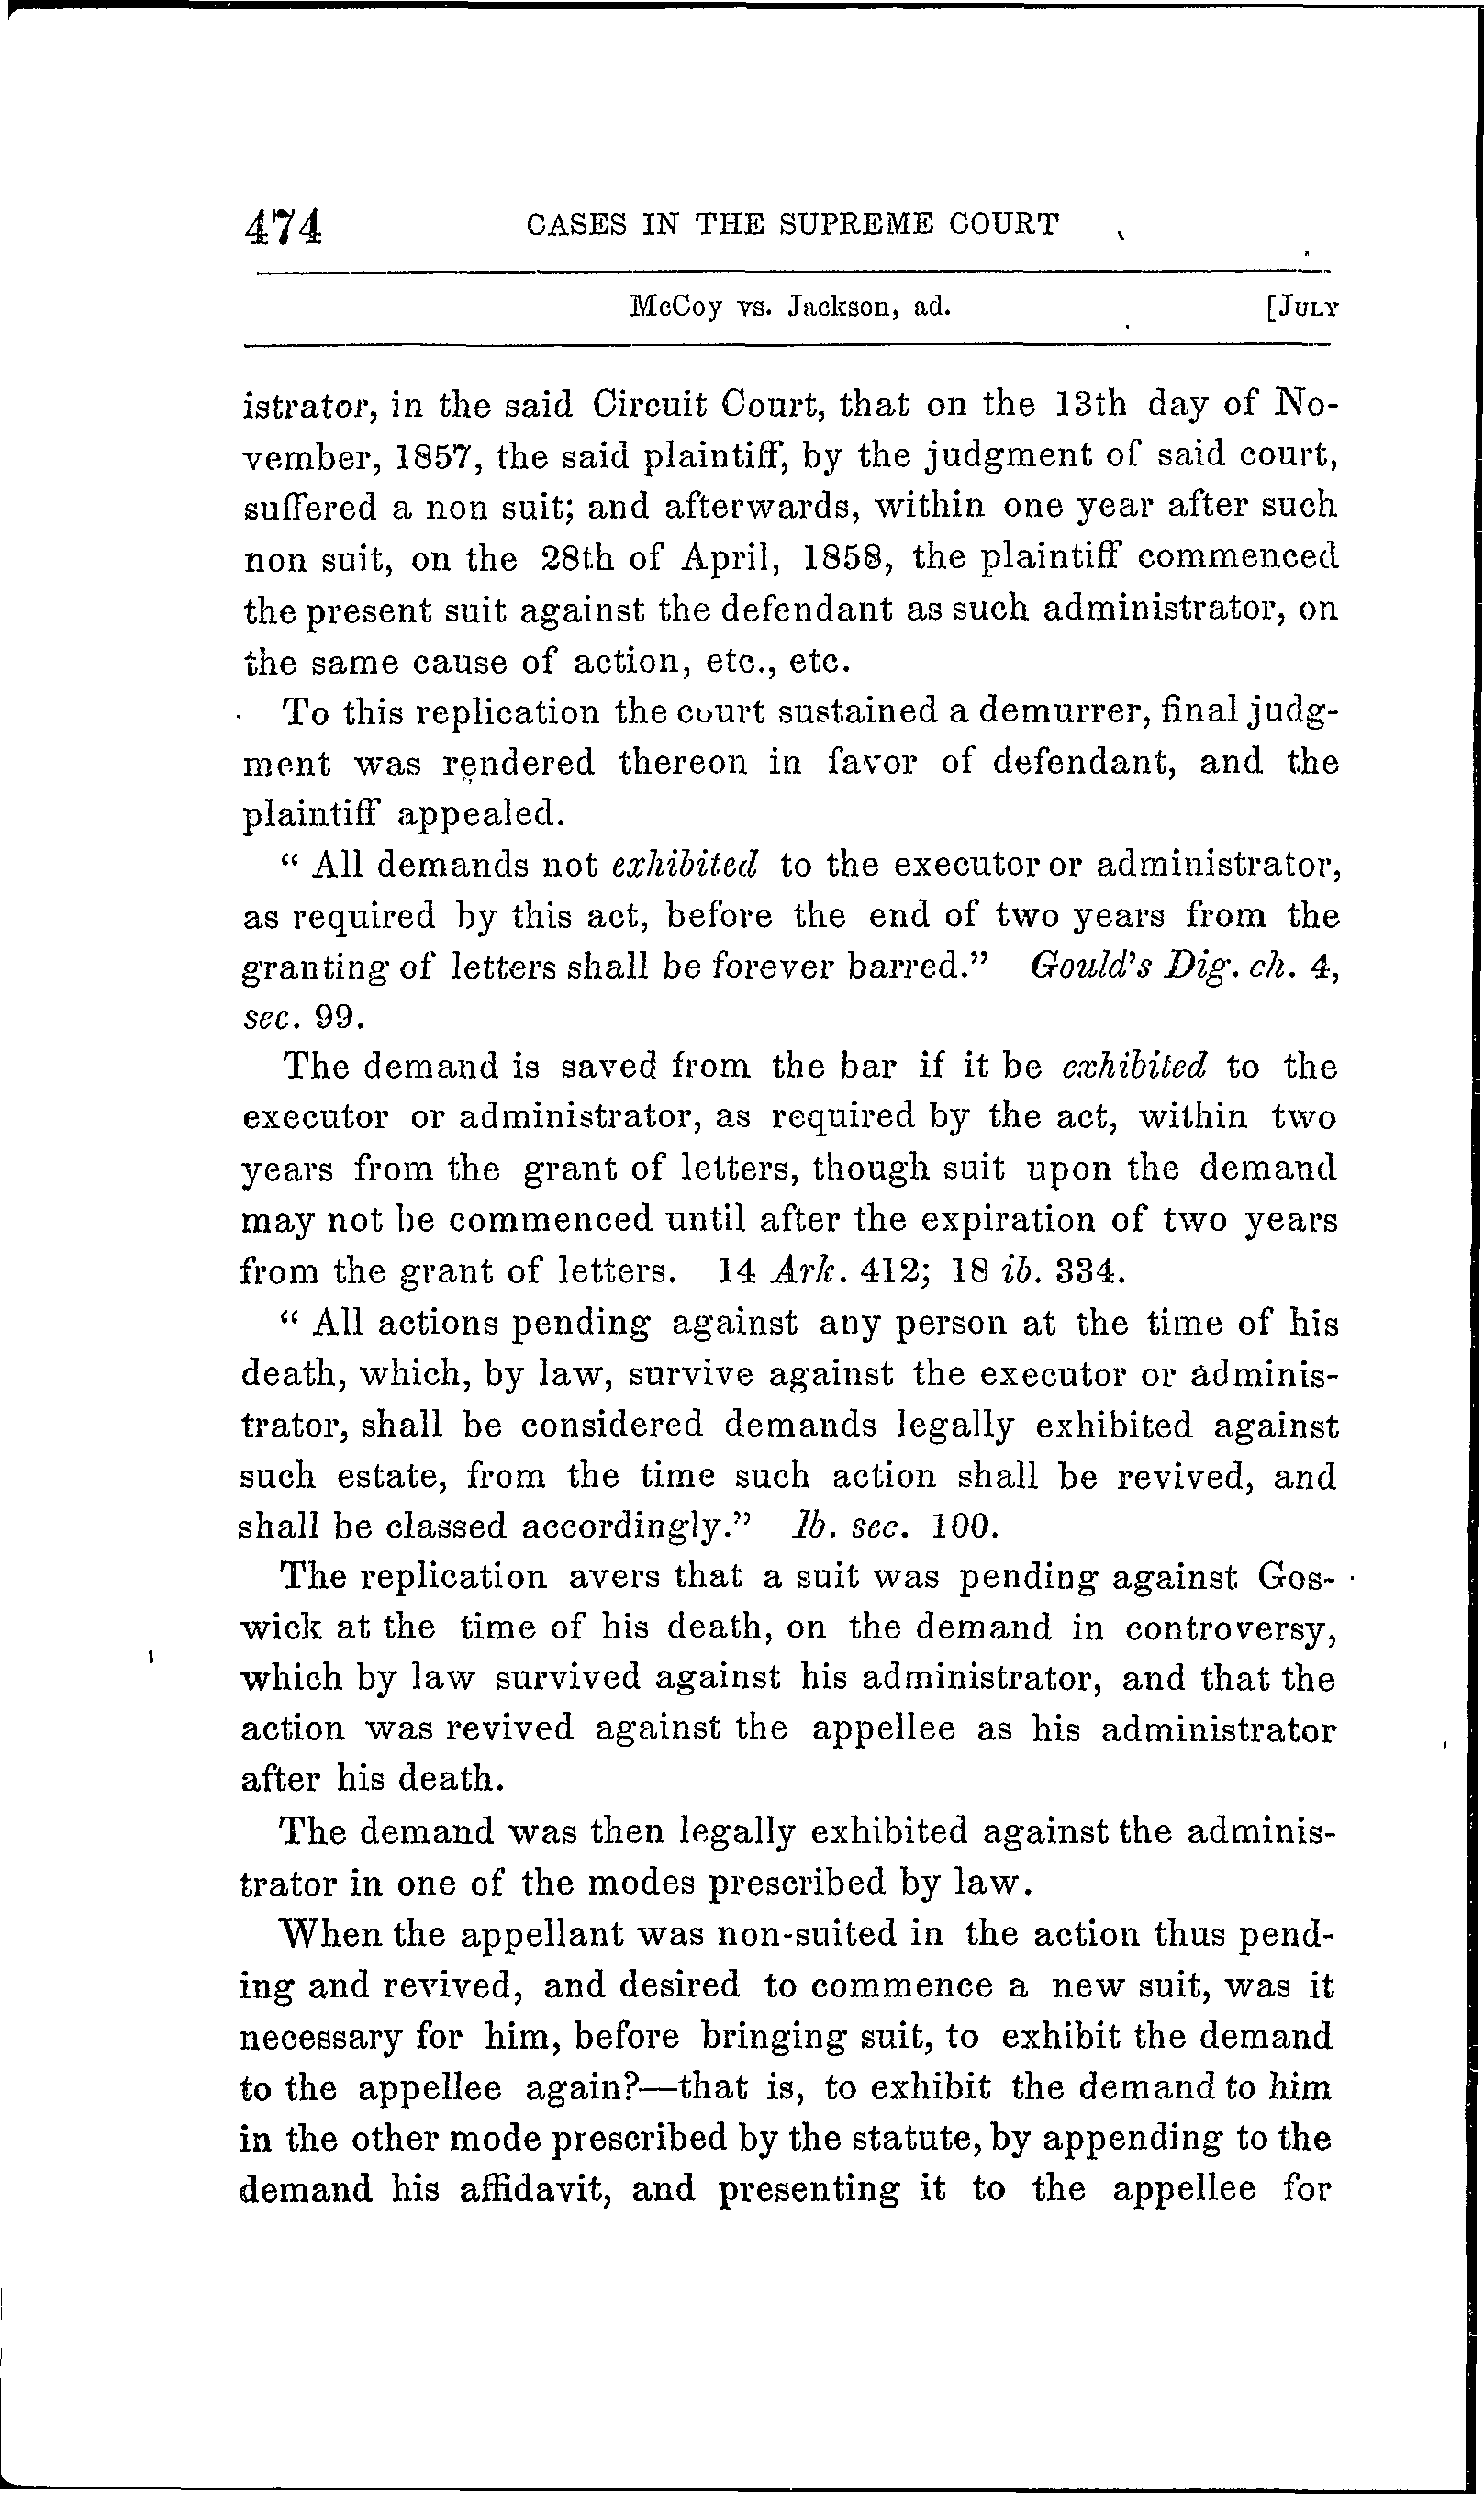 474 CASES IN THE SUPREME COURT
McCoy vs. Jackson, ad. [JULY
istrator, in the said Circuit Court, that on the 13th day of No-
vember, 1857, the said plaintiff, by the judgment of said court,
suffered a non suit; and afterwards, within one year after such
non suit, on the 28th of April, 1858, the plaintiff commenced
the present suit against the defendant as such administrator, on
the same cause of action, etc., etc.
To this replication the court sustained a demurrer, final judg-
ment was rendered thereon in favor of defendant, and the
plaintiff appealed.
“ All demands not exhibited to the executor or administrator,
as required by this act, before the end of two years from the
granting of letters shall be forever barred.” Gould's Dig. ch. 4,
sec. 99.
The demand is saved from the bar if it be exhibited to the
executor or administrator, as required by the act, within two
years from the grant of letters, though suit upon the demand
may not be commenced until after the expiration of two years
from the grant of letters. 14 Ark. 412; 18 ib. 334.
“ All actions pending against any person at the time of his
death, which, by law, survive against the executor or adminis-
trator, shall be considered demands legally exhibited against
such estate, from the time such action shall be revived, and
shall be classed accordingly.” Ib. sec. 100.
The replication avers that a suit was pending against Gos-
wick at the time of his death, on the demand in controversy,
which by law survived against his administrator, and that the
action was revived against the appellee as his administrator
after his death.
The demand was then legally exhibited against the adminis-
trator in one of the modes prescribed by law.
When the appellant was non-suited in the action thus pend-
ing and revived, and desired to commence a new suit, was it
necessary for him, before bringing suit, to exhibit the demand
to the appellee again?—that is, to exhibit the demand to him
in the other mode prescribed by the statute, by appending to the
demand his affidavit, and presenting it to the appellee for